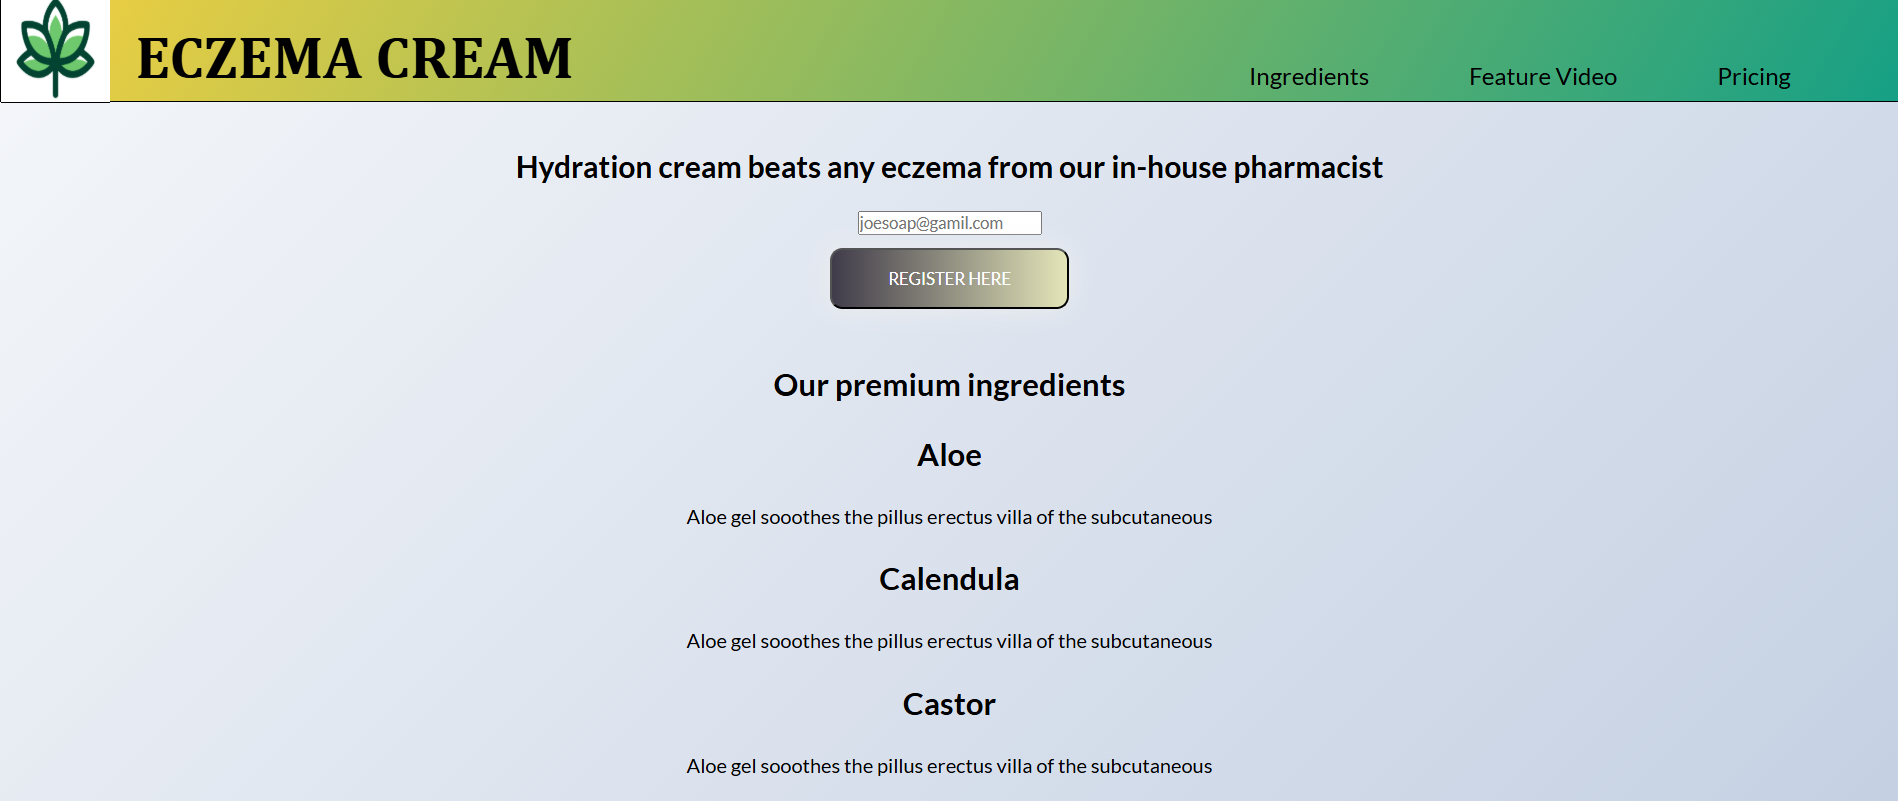 ECZEMA CREAM
Ingredients
Feature Video
Pricing
Hydration cream beats any eczema from our in-house pharmacist
joesoap@gamil.com
REGISTER HERE
Our premium ingredients
Aloe
Aloe gel sooothes the pillus erectus villa of the subcutaneous
Calendula
Aloe gel sooothes the pillus erectus villa of the subcutaneous
Castor
Aloe gel sooothes the pillus erectus villa of the subcutaneous